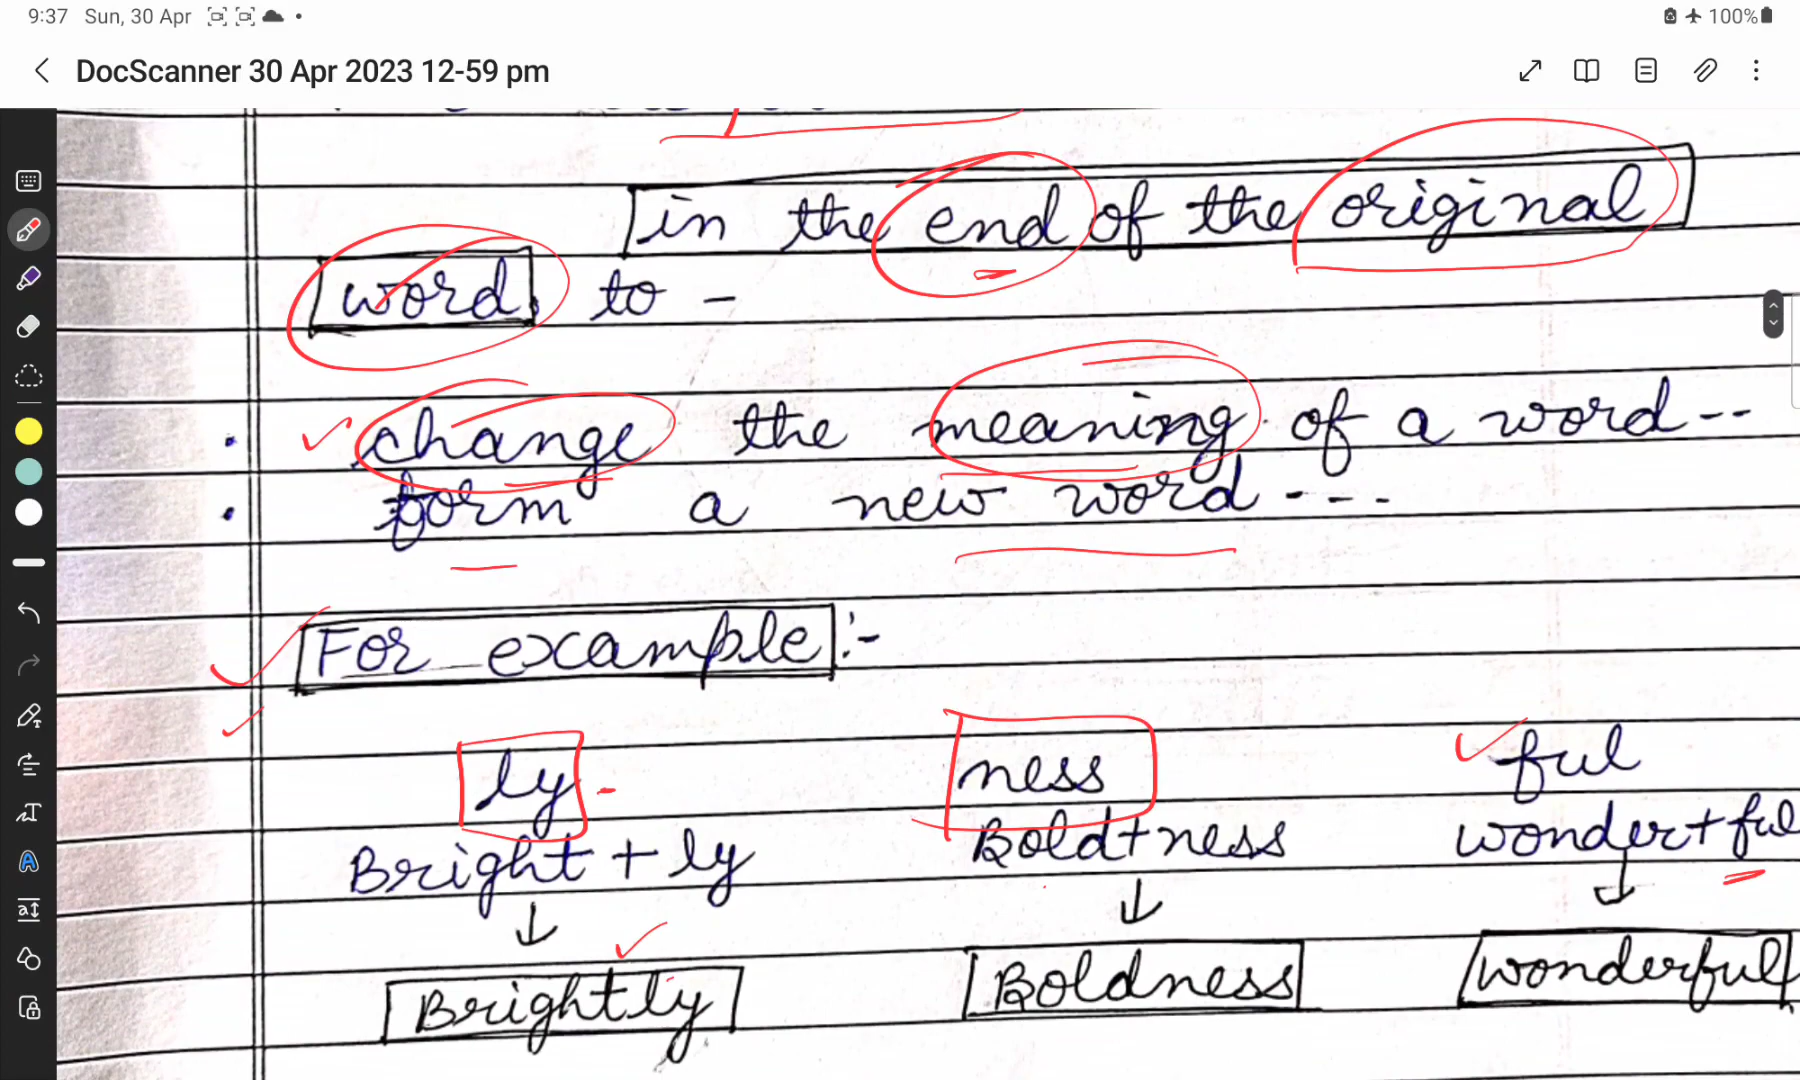 9:37 Sun, 30 Apr
100%
DocScanner 30 Apr 2023 12-59 pm
in the end of the original
word, to -
. change the meaning of a word --
. form a new word ---
For example :-
ly ness ful
Bright + ly Bold+ness wonder+ful
Brightly Boldness wonderful